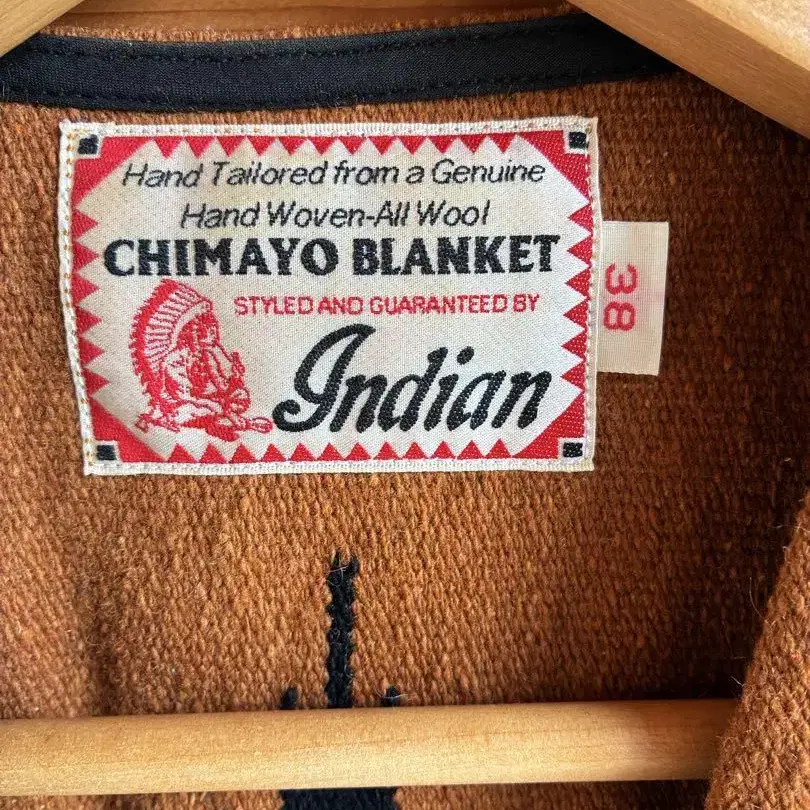 Hand Tailored from a Genuine
Hand Woven-All Wool
CHIMAYO BLANKET
STYLED AND GUARANTEED BY
Indian
38